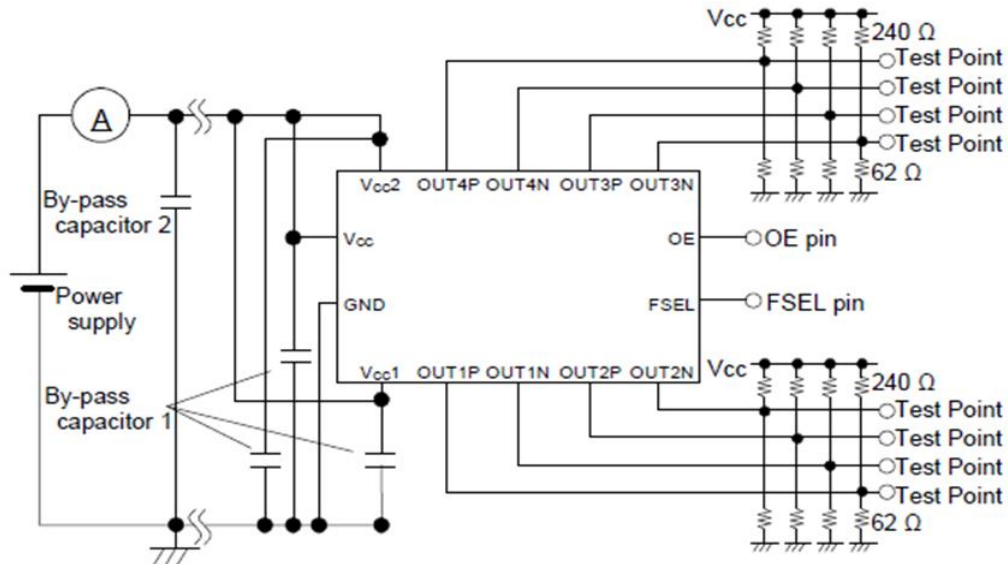 Vcc
240 Ω
Test Point
Test Point
Test Point
Test Point
62 Ω
A
By-pass
capacitor 2
Power
supply
By-pass
capacitor 1
Vcc2 OUT4P OUT4N OUT3P OUT3N
Vcc
OE
OE pin
GND
FSEL
FSEL pin
Vcc1 OUT1P OUT1N OUT2P OUT2N
Vcc
240 Ω
Test Point
Test Point
Test Point
Test Point
62 Ω